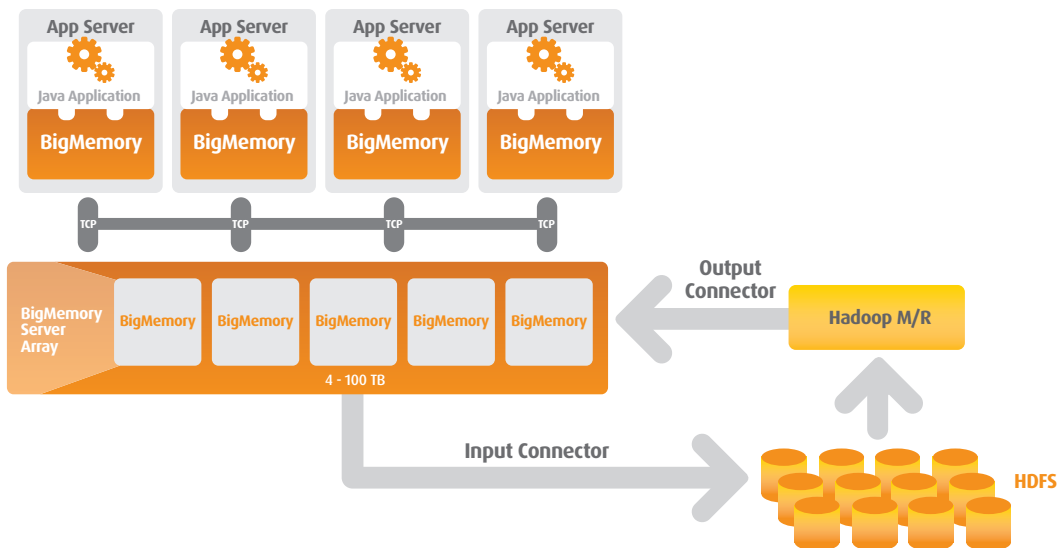 App Server
App Server
App Server
App Server
Java Application
Java Application
Java Application
Java Application
BigMemory
BigMemory
BigMemory
BigMemory
TCP
TCP
TCP
TCP
BigMemory
Server
Array
BigMemory
BigMemory
BigMemory
BigMemory
BigMemory
4 - 100 TB
Output
Connector
Hadoop M/R
Input Connector
HDFS